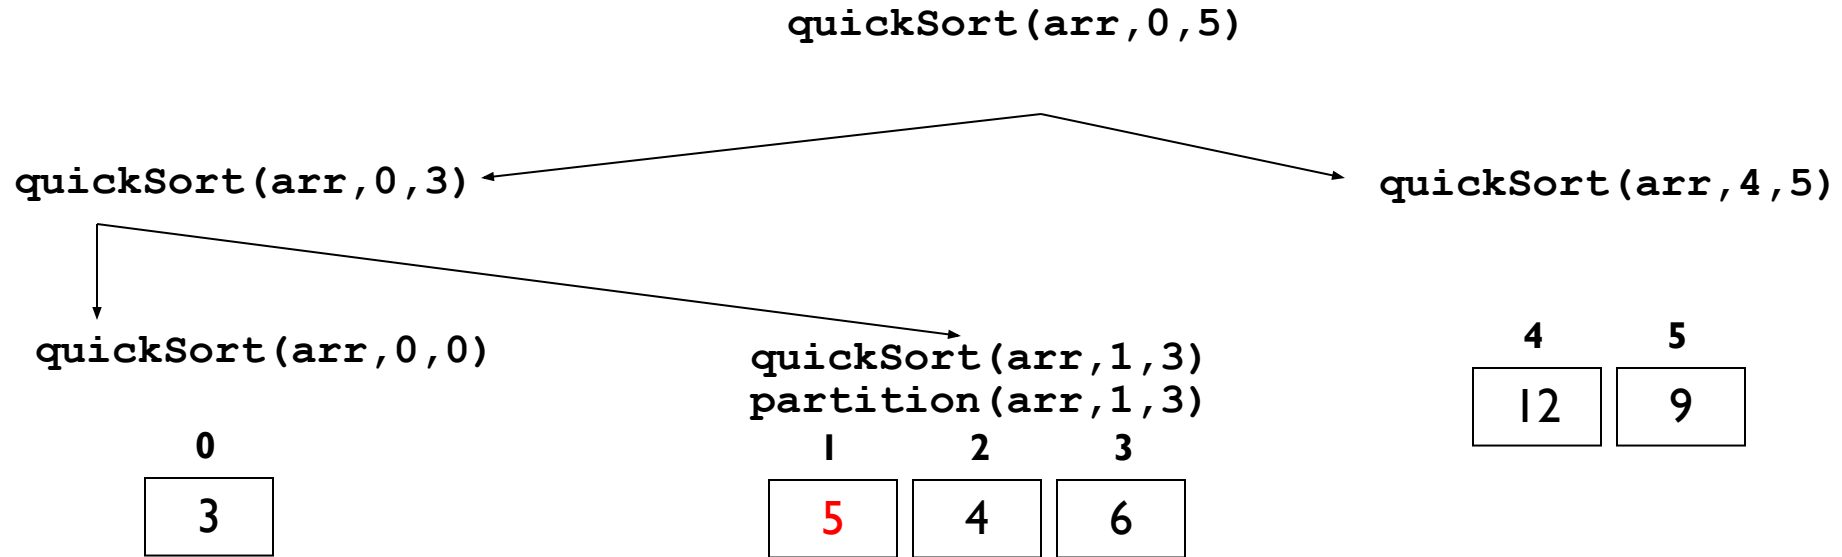 quickSort(arr,0,5)
quickSort(arr,0,3)
quickSort(arr,4,5)
quickSort(arr,0,0)
quickSort(arr,1,3)
partition(arr,1,3)
4 5
12 9
0
3
1 2 3
5 4 6